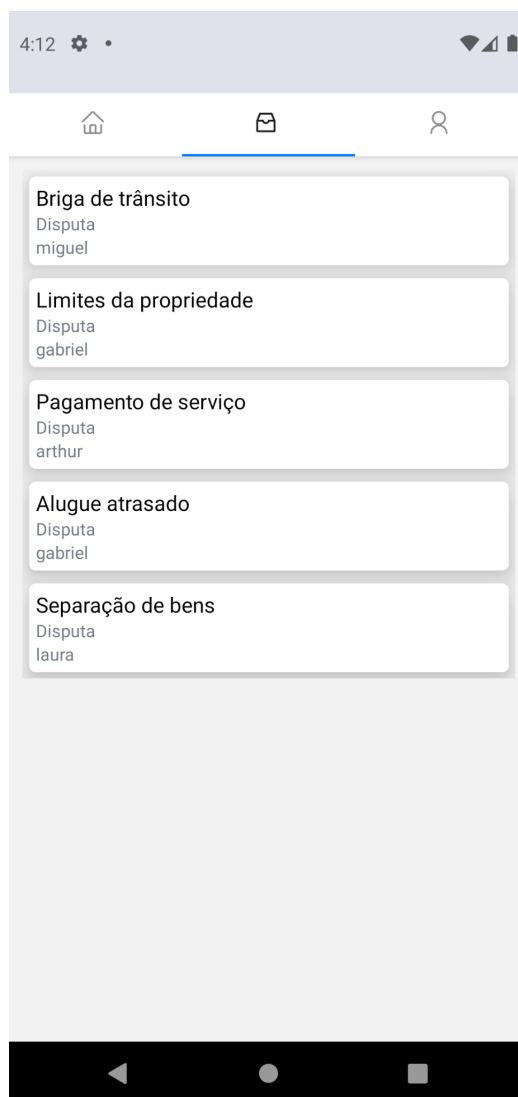 4:12
Briga de trânsito
Disputa
miguel
Limites da propriedade
Disputa
gabriel
Pagamento de serviço
Disputa
arthur
Alugue atrasado
Disputa
gabriel
Separação de bens
Disputa
laura